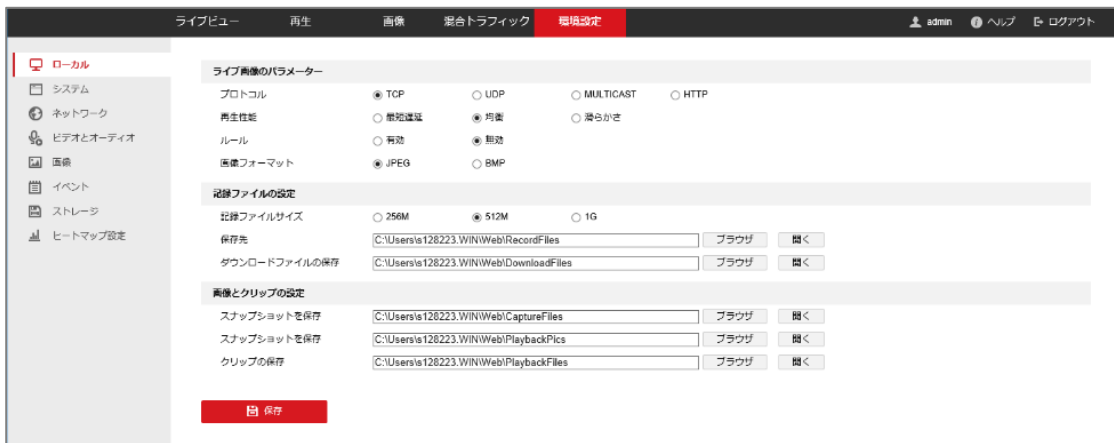 ライブビュー 再生 画像 混合トラフィック 環境設定 admin ヘルプ ログアウト
ローカル
システム
ネットワーク
ビデオとオーディオ
画像
イベント
ストレージ
ヒートマップ設定
ライブ画像のパラメーター
プロトコル TCP UDP MULTICAST HTTP
再生性能 最短遅延 均衡 滑らかさ
ルール 有効 無効
画像フォーマット JPEG BMP
記録ファイルの設定
記録ファイルサイズ 256M 512M 1G
保存先 C:\Users\s128223.WIN\Web\RecordFiles ブラウザ 開く
ダウンロードファイルの保存 C:\Users\s128223.WIN\Web\DownloadFiles ブラウザ 開く
画像とクリップの設定
スナップショットを保存 C:\Users\s128223.WIN\Web\CaptureFiles ブラウザ 開く
スナップショットを保存 C:\Users\s128223.WIN\Web\PlaybackPics ブラウザ 開く
クリップの保存 C:\Users\s128223.WIN\Web\PlaybackFiles ブラウザ 開く
保存